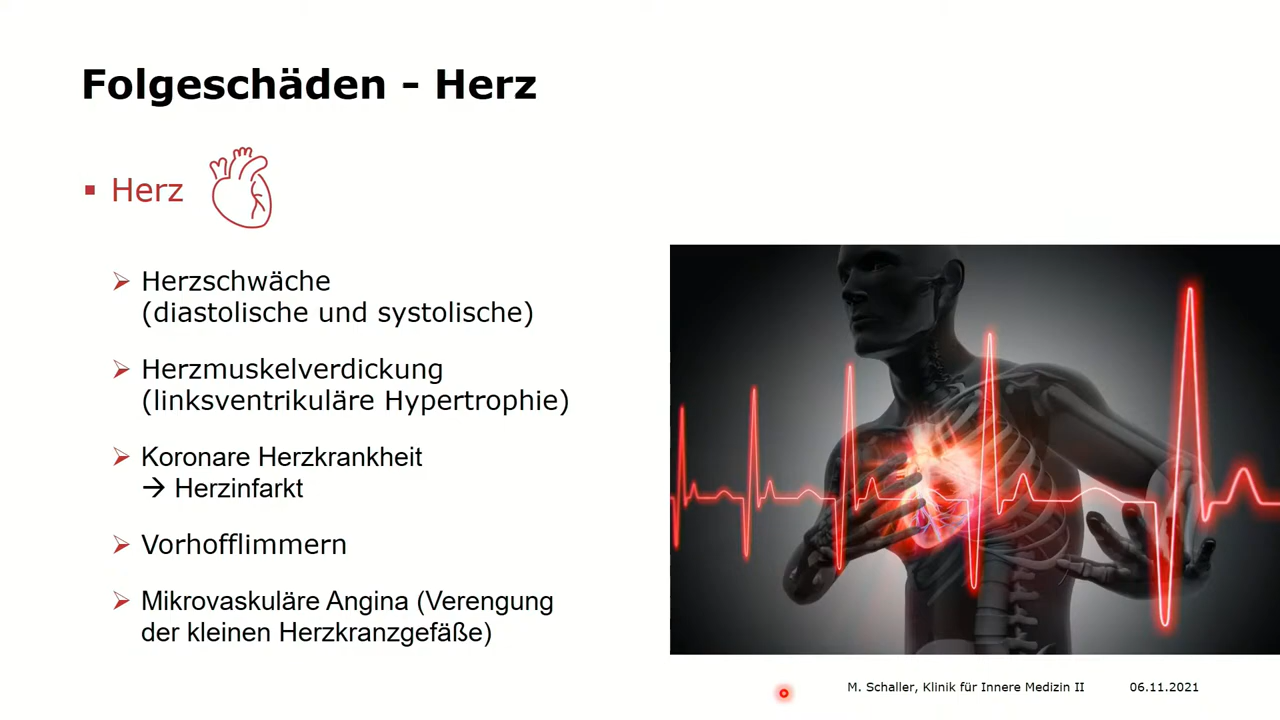 Folgeschäden - Herz
Herz
Herzschwäche
(diastolische und systolische)
Herzmuskelverdickung
(linksventrikuläre Hypertrophie)
Koronare Herzkrankheit
→ Herzinfarkt
Vorhofflimmern
Mikrovaskuläre Angina (Verengung
der kleinen Herzkranzgefäße)
M. Schaller, Klinik für Innere Medizin II 06.11.2021